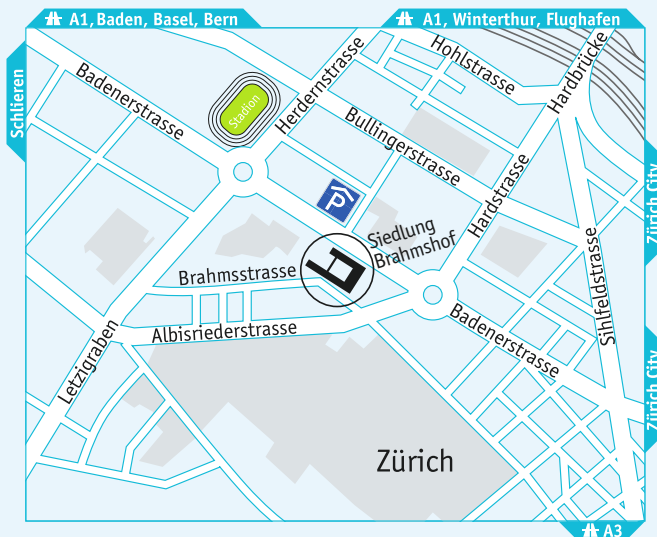 A1, Baden, Basel, Bern
A1, Winterthur, Flughafen
Schlieren
Badenerstrasse
Stadion
Herdernstrasse
Hohlstrasse
Hardbrücke
Bullingerstrasse
P
Hardstrasse
Zürich City
Siedlung
Brahmshof
Brahmsstrasse
Sihlfeldstrasse
Albisriederstrasse
Letzigraben
Badenerstrasse
Zürich City
Zürich
A3